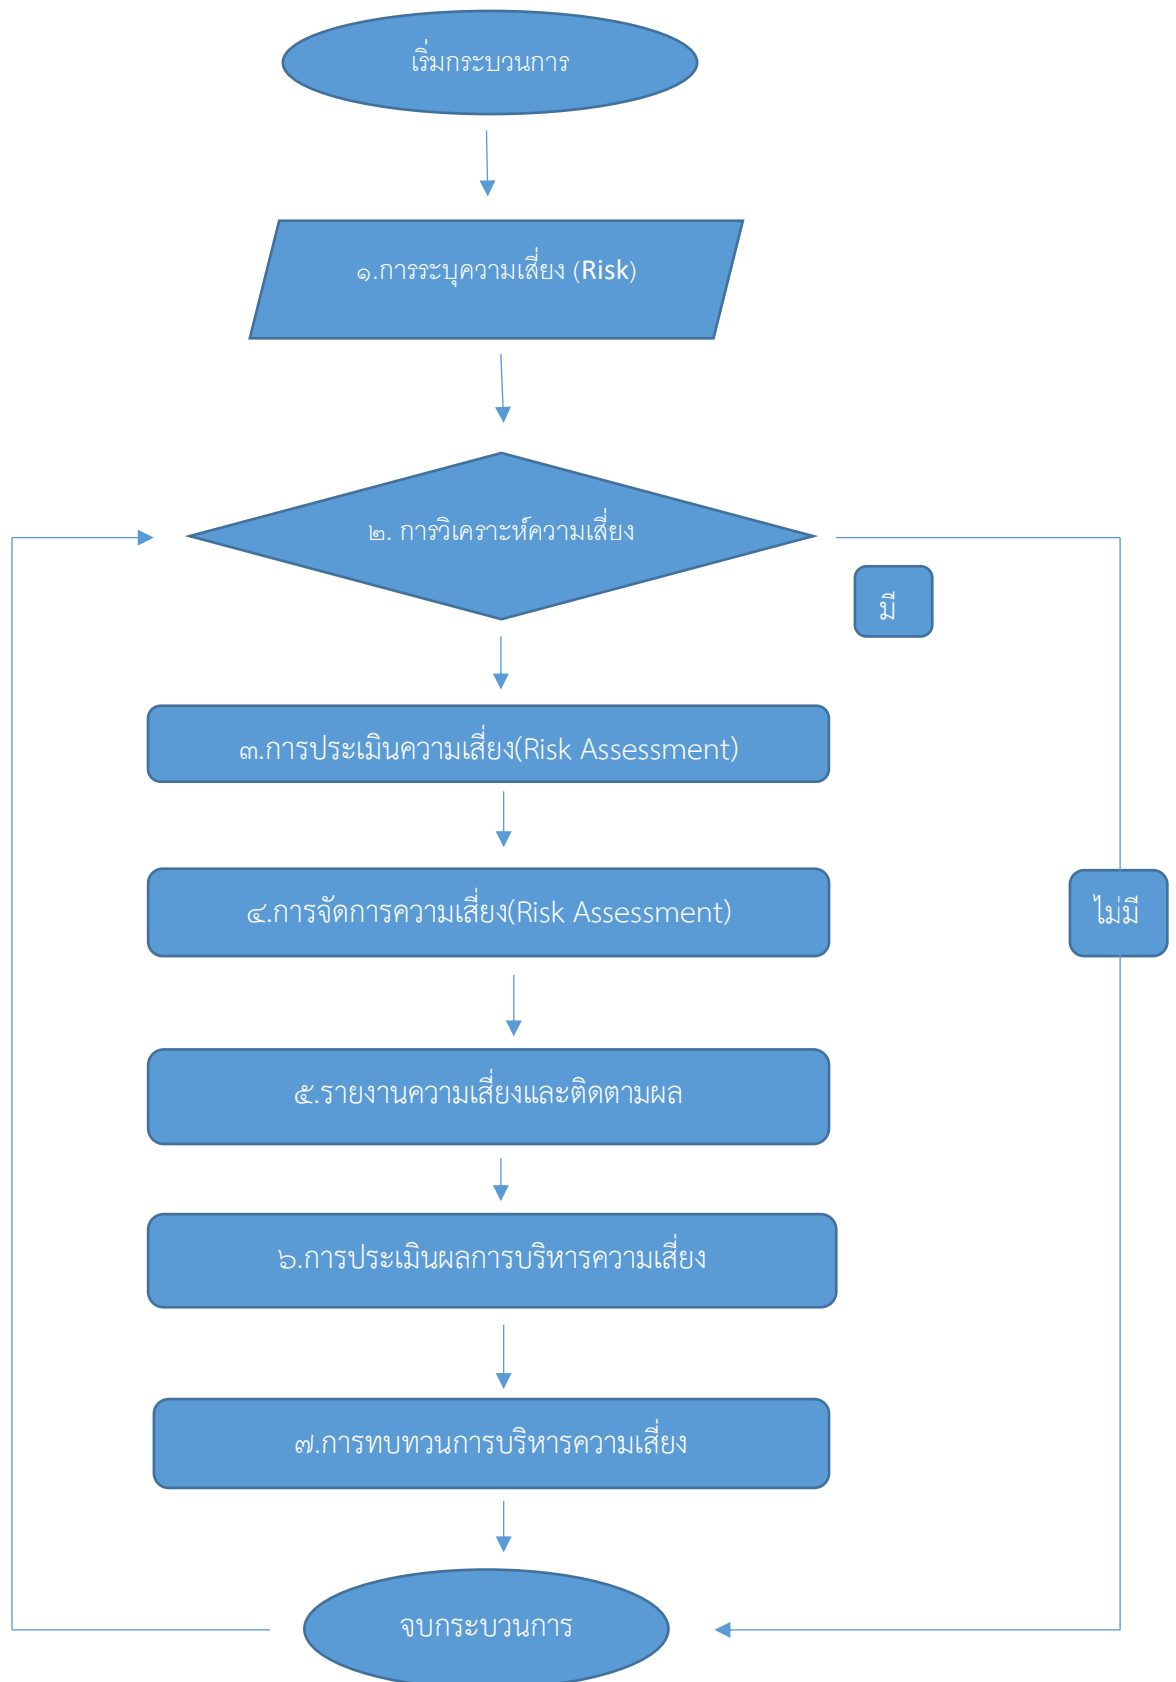 เริ่มกระบวนการ
๑.การระบุความเสี่ยง (Risk)
๒. การวิเคราะห์ความเสี่ยง
มี
๓.การประเมินความเสี่ยง(Risk Assessment)
๔.การจัดการความเสี่ยง(Risk Assessment)
ไม่มี
๕.รายงานความเสี่ยงและติดตามผล
๖.การประเมินผลการบริหารความเสี่ยง
๗.การทบทวนการบริหารความเสี่ยง
จบกระบวนการ